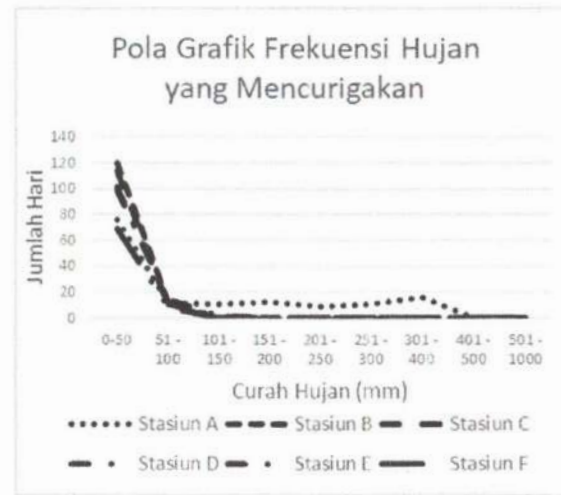 Pola Grafik Frekuensi Hujan
yang Mencurigakan
140
120
100
80
60
40
20
0
Jumlah Hari
0-50 51 - 101 - 151 - 201 - 251 - 301 - 401 - 501 -
100 150 200 250 300 400 500 1000
Curah Hujan (mm)
Stasiun A Stasiun B Stasiun C
Stasiun D Stasiun E Stasiun F